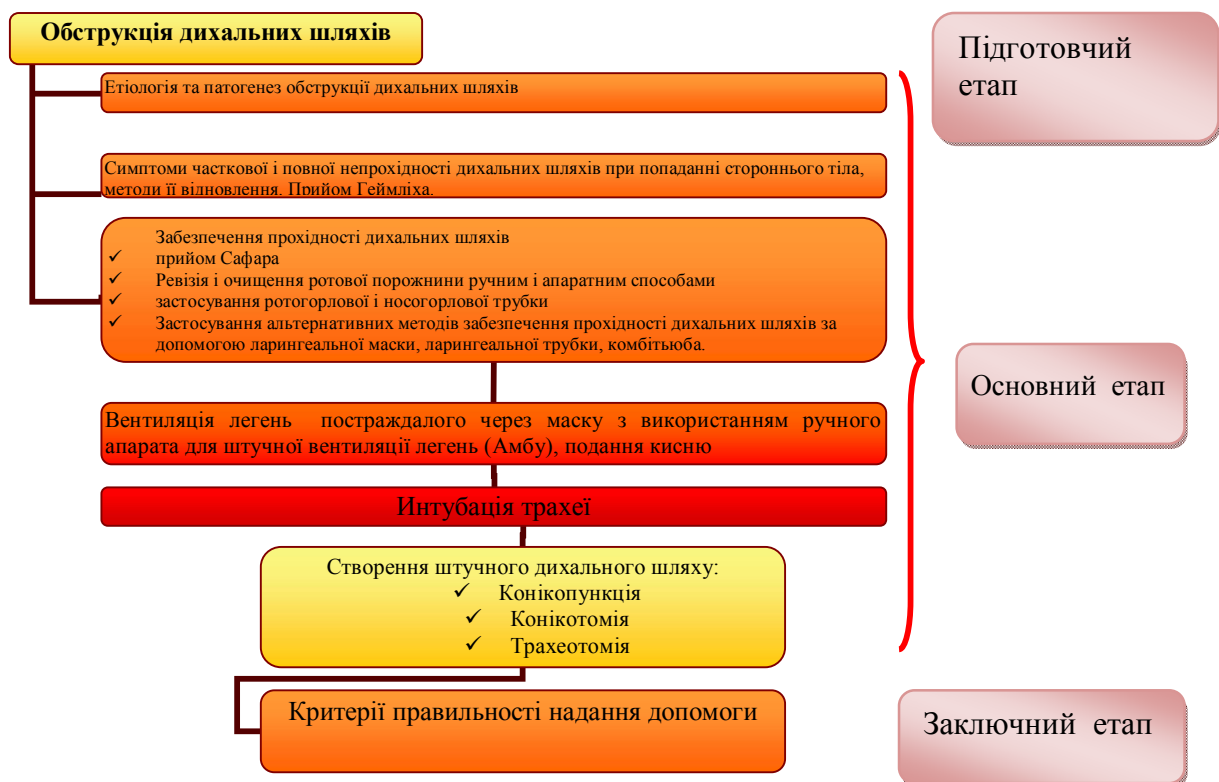 Обструкція дихальних шляхів
Підготовчий
етап
Етіологія та патогенез обструкції дихальних шляхів
Симптоми часткової і повної непрохідності дихальних шляхів при попаданні стороннього тіла,
методи її відновлення. Прийом Геймліха.
Забезпечення прохідності дихальних шляхів
✓ прийом Сафара
✓ Ревізія і очищення ротової порожнини ручним і апаратним способами
✓ застосування ротогорлової і носогорлової трубки
✓ Застосування альтернативних методів забезпечення прохідності дихальних шляхів за
допомогою ларингеальної маски, ларингеальної трубки, комбітьюба.
Основний етап
Вентиляція легень постраждалого через маску з використанням ручного
апарата для штучної вентиляції легень (Амбу), подання кисню
Интубація трахеї
Створення штучного дихального шляху:
✓ Конікопункція
✓ Конікотомія
✓ Трахеотомія
Критерії правильності надання допомоги
Заключний етап